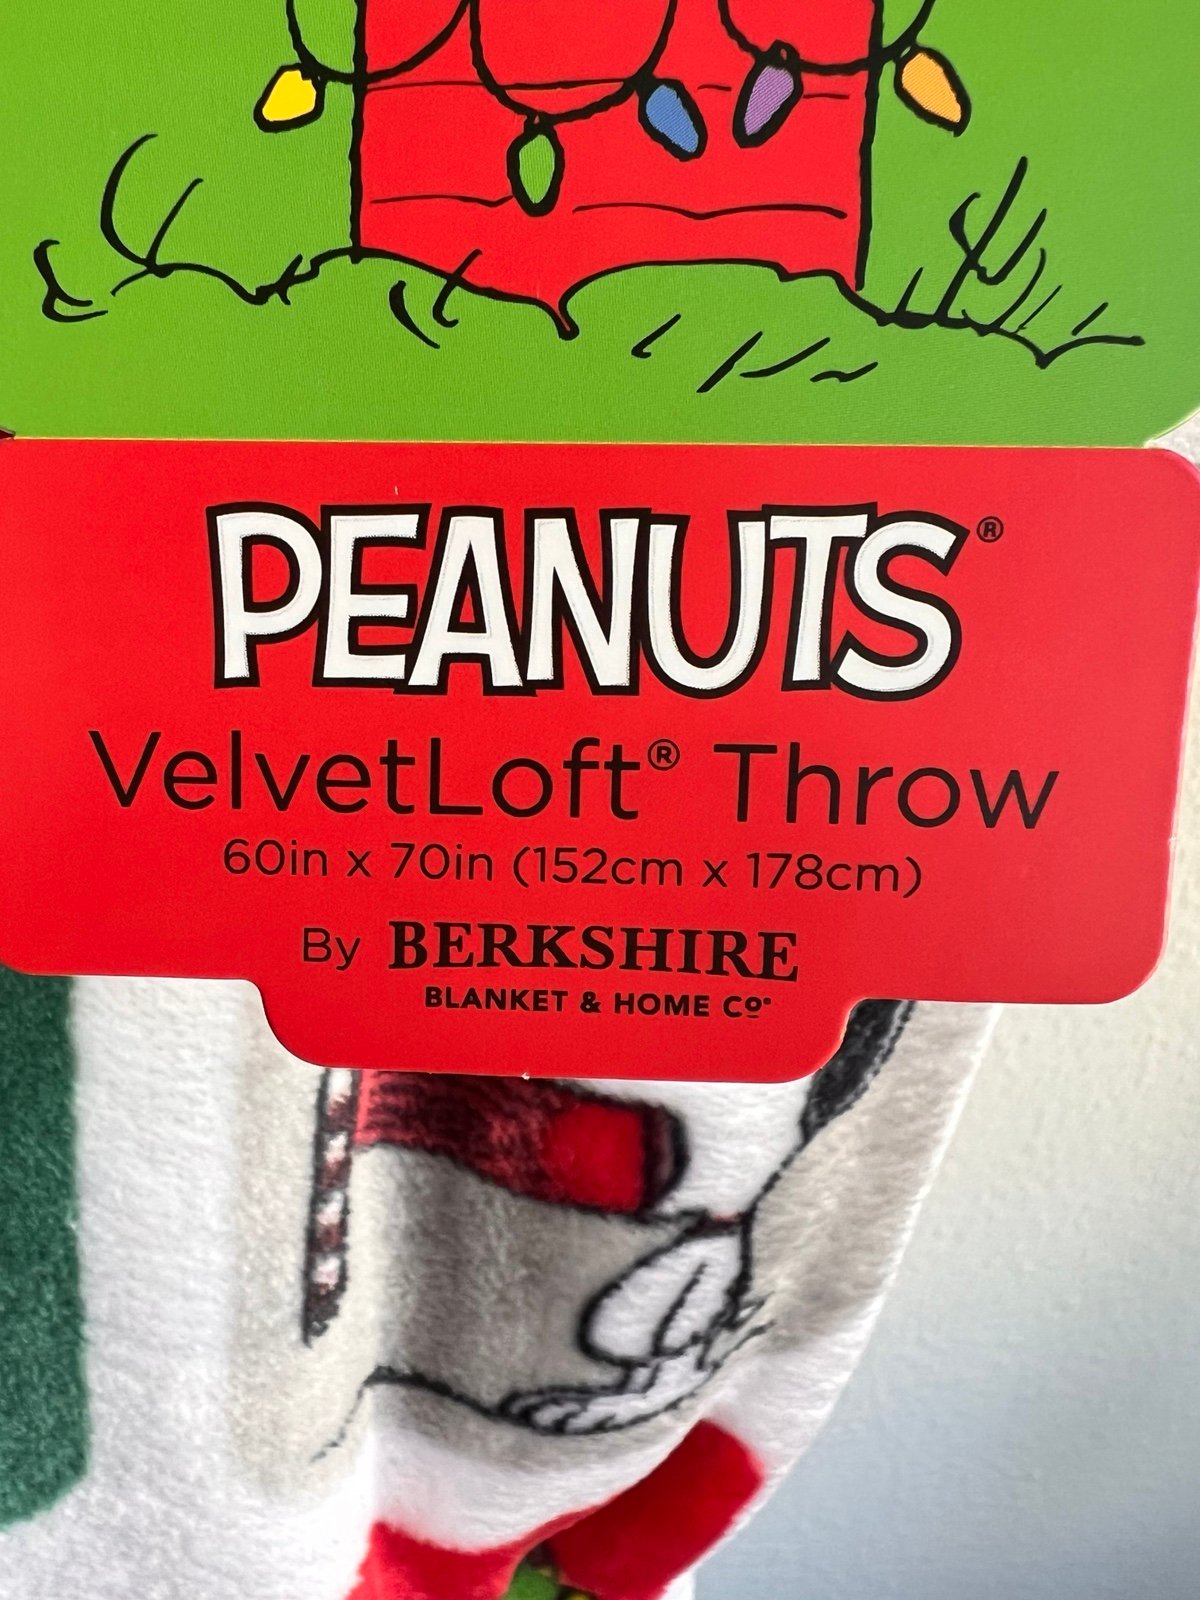 PEANUTS®
VelvetLoft® Throw
60in x 70in (152cm x 178cm)
By BERKSHIRE
BLANKET & HOME Cº®